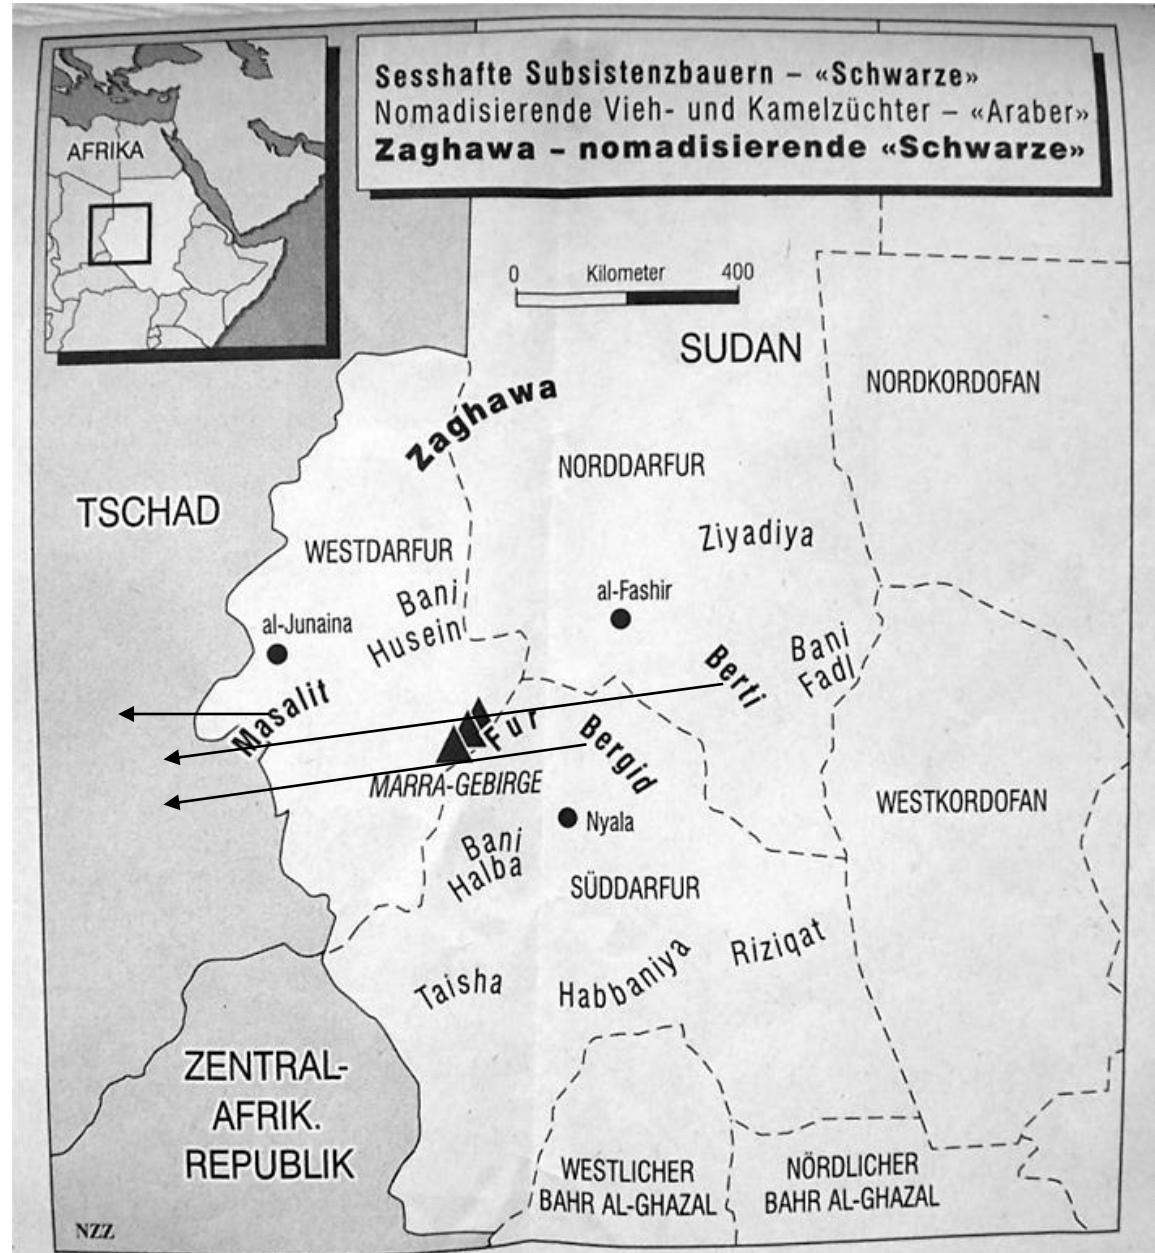 Sesshafte Subsistenzbauern – «Schwarze»
Nomadisierende Vieh- und Kamelzüchter – «Araber»
Zaghawa – nomadisierende «Schwarze»
AFRIKA
0 Kilometer 400
SUDAN
NORDKORDOFAN
Zaghawa
NORDDARFUR
TSCHAD
Ziyadiya
WESTDARFUR
Bani
Husein
al-Fashir
al-Junaina
Bani
Fadl
Berti
Masalit
Fur
Bergid
MARRA-GEBIRGE
WESTKORDOFAN
Nyala
Bani
Halba
SÜDDARFUR
Riziqat
Taisha
Habbaniya
ZENTRAL-
AFRIK.
REPUBLIK
WESTLICHER
BAHR AL-GHAZAL
NÖRDLICHER
BAHR AL-GHAZAL
NZZ